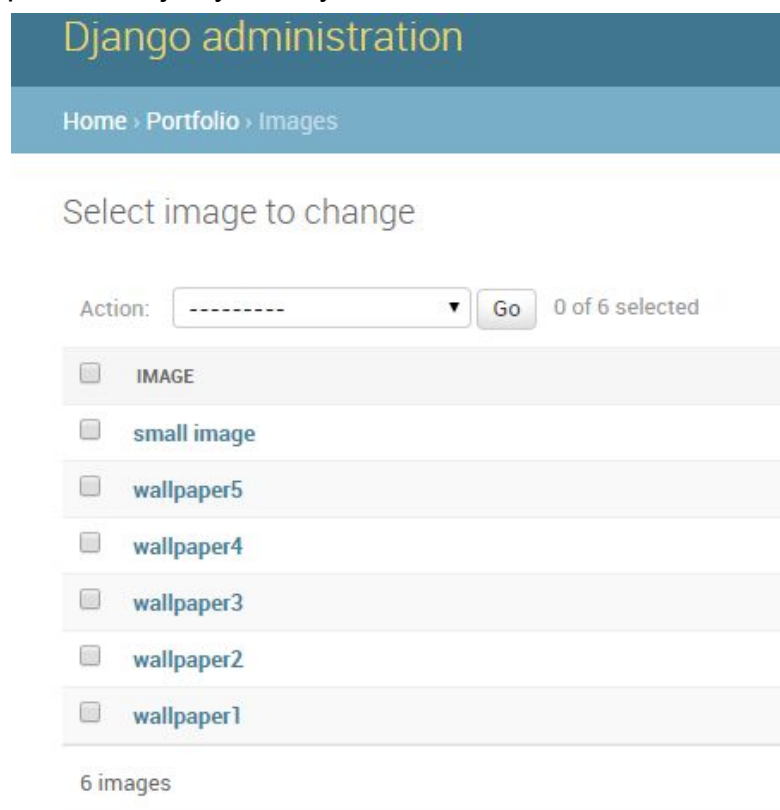 Django administration
Home › Portfolio › Images
Select image to change
Action: --------- Go 0 of 6 selected
IMAGE
small image
wallpaper5
wallpaper4
wallpaper3
wallpaper2
wallpaper1
6 images